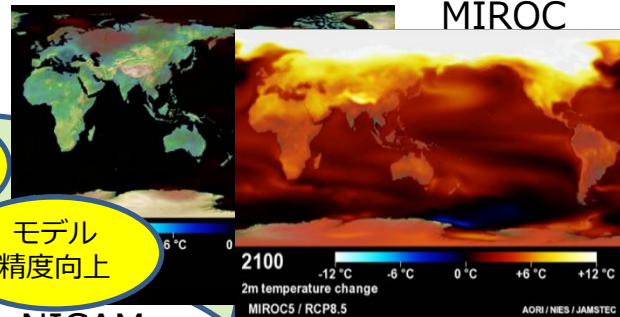 MIROC
モデル
精度向上
6 °C 0
2100
-12 °C -6 °C 0 °C +6 °C +12 °C
2m temperature change
MIROC5 / RCP8.5
AORI / NIES / JAMSTEC
NICAM